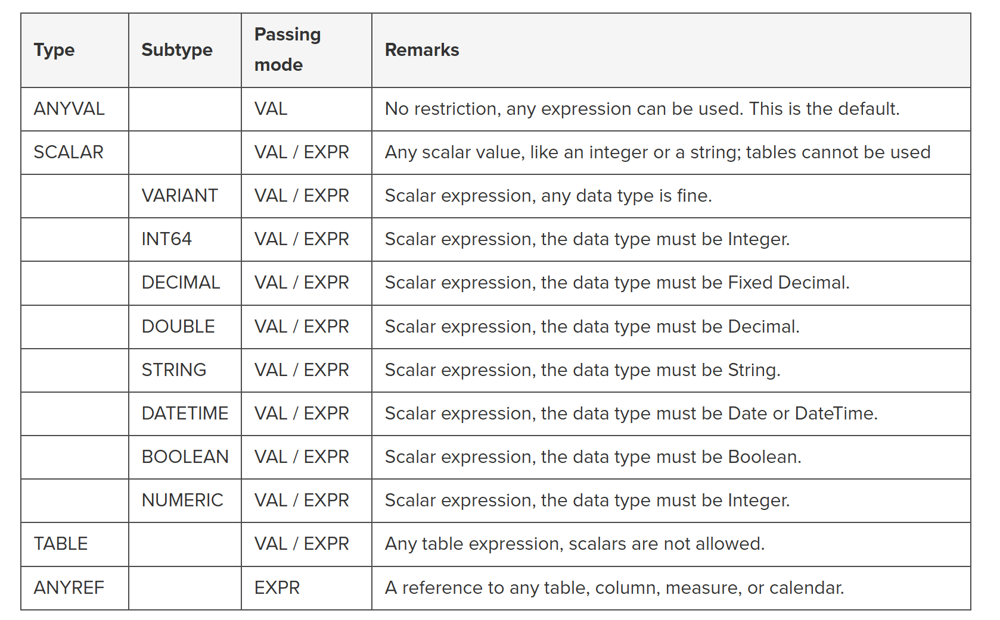 Type Subtype Passing mode Remarks
ANYVAL VAL No restriction, any expression can be used. This is the default.
SCALAR VAL / EXPR Any scalar value, like an integer or a string; tables cannot be used
VARIANT VAL / EXPR Scalar expression, any data type is fine.
INT64 VAL / EXPR Scalar expression, the data type must be Integer.
DECIMAL VAL / EXPR Scalar expression, the data type must be Fixed Decimal.
DOUBLE VAL / EXPR Scalar expression, the data type must be Decimal.
STRING VAL / EXPR Scalar expression, the data type must be String.
DATETIME VAL / EXPR Scalar expression, the data type must be Date or DateTime.
BOOLEAN VAL / EXPR Scalar expression, the data type must be Boolean.
NUMERIC VAL / EXPR Scalar expression, the data type must be Integer.
TABLE VAL / EXPR Any table expression, scalars are not allowed.
ANYREF EXPR A reference to any table, column, measure, or calendar.